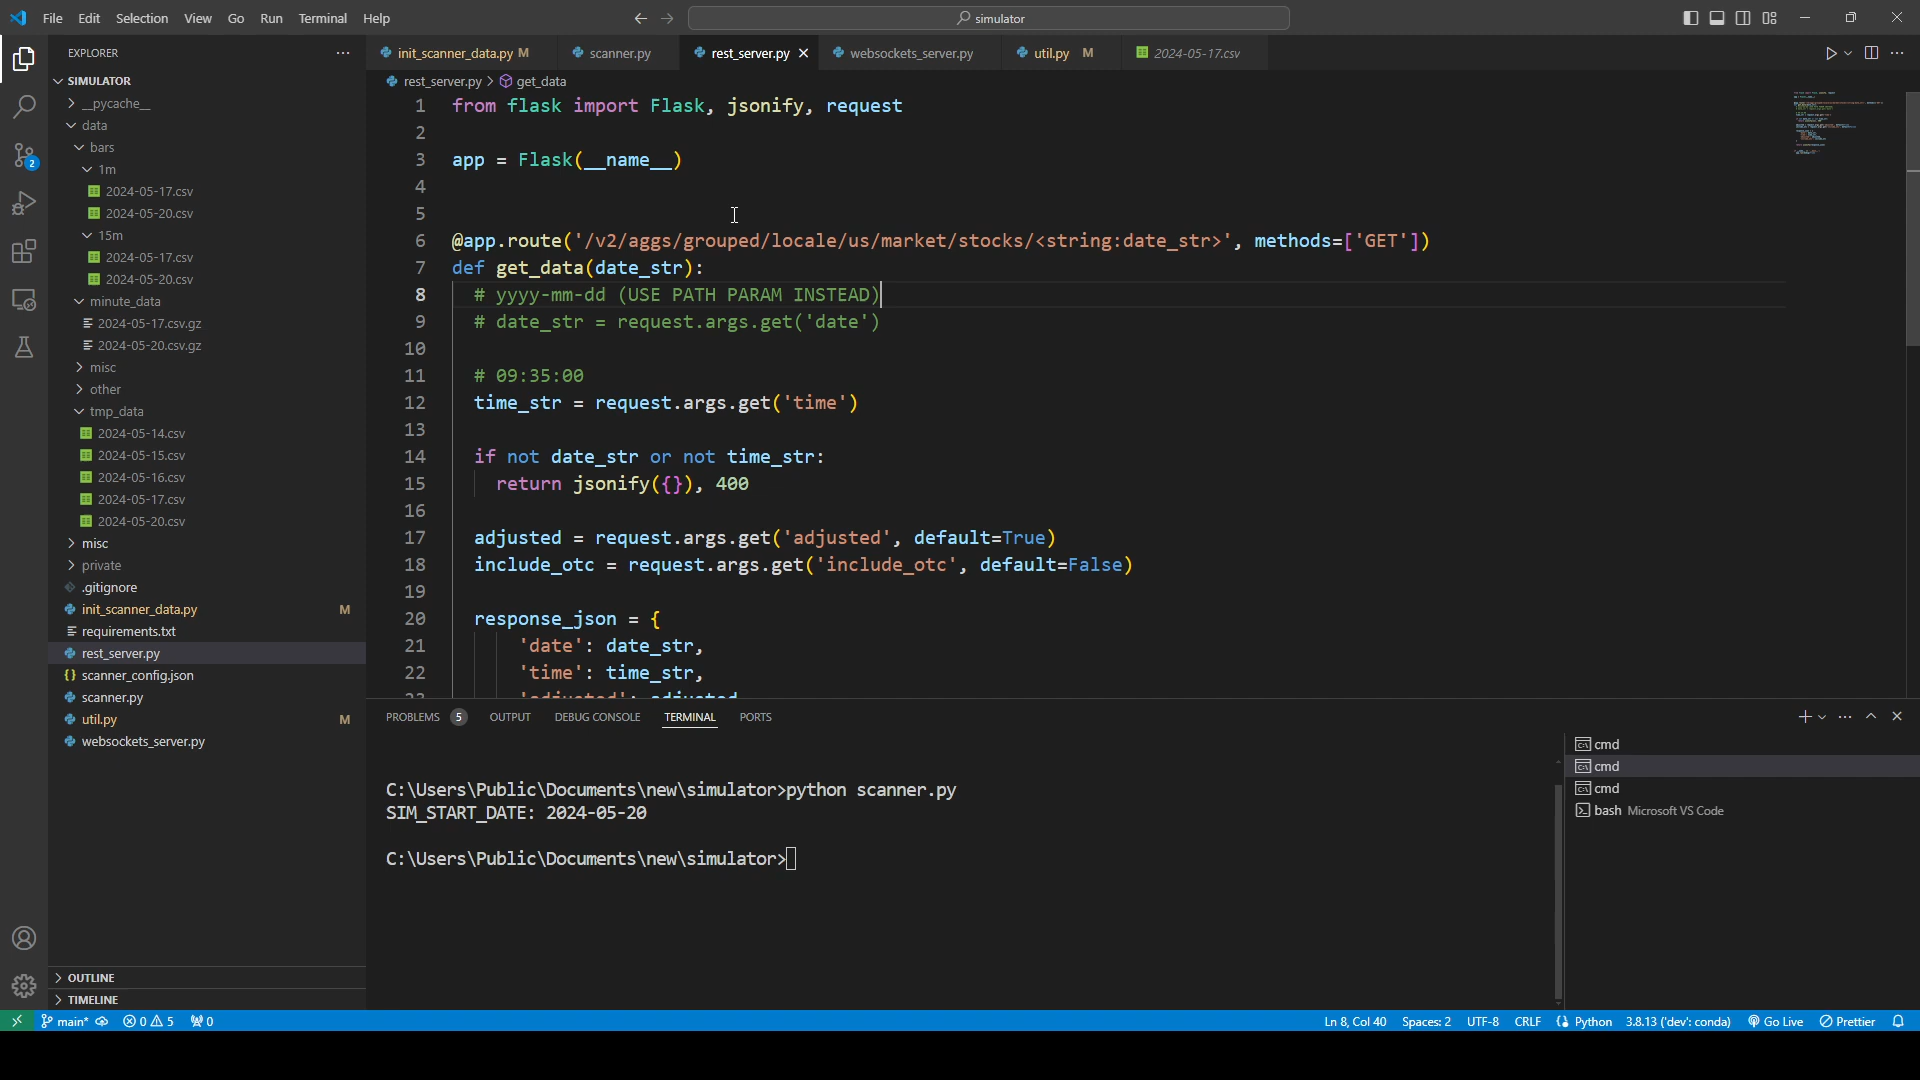 File Edit Selection View Go Run Terminal Help
simulator
EXPLORER
SIMULATOR
__pycache__
data
bars
1m
2024-05-17.csv
2024-05-20.csv
15m
2024-05-17.csv
2024-05-20.csv
minute_data
2024-05-17.csv.gz
2024-05-20.csv.gz
misc
other
tmp_data
2024-05-14.csv
2024-05-15.csv
2024-05-16.csv
2024-05-17.csv
2024-05-20.csv
misc
private
.gitignore
init_scanner_data.py M
requirements.txt
rest_server.py
scanner_config.json
scanner.py
util.py M
websockets_server.py
OUTLINE
TIMELINE
2
init_scanner_data.py M scanner.py rest_server.py websockets_server.py util.py M 2024-05-17.csv
rest_server.py > get_data
1 from flask import Flask, jsonify, request
2
3 app = Flask(__name__)
4
5
6 @app.route('/v2/aggs/grouped/locale/us/market/stocks/<string:date_str>', methods=['GET'])
7 def get_data(date_str):
8 # yyyy-mm-dd (USE PATH PARAM INSTEAD)
9 # date_str = request.args.get('date')
10
11 # 09:35:00
12 time_str = request.args.get('time')
13
14 if not date_str or not time_str:
15 return jsonify({}), 400
16
17 adjusted = request.args.get('adjusted', default=True)
18 include_otc = request.args.get('include_otc', default=False)
19
20 response_json = {
21 'date': date_str,
22 'time': time_str,
23 'adjusted': adjusted
PROBLEMS 5 OUTPUT DEBUG CONSOLE TERMINAL PORTS
C:\Users\Public\Documents\new\simulator>python scanner.py
SIM_START_DATE: 2024-05-20
C:\Users\Public\Documents\new\simulator>
cmd
cmd
cmd
bash Microsoft VS Code
main* 0 5 0
Ln 8, Col 40 Spaces: 2 UTF-8 CRLF Python 3.8.13 ('dev': conda) Go Live Prettier